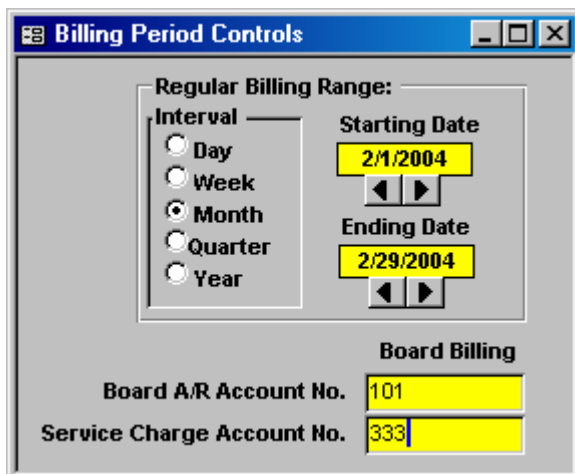 Billing Period Controls
Regular Billing Range:
Interval
Day
Week
Month
Quarter
Year
Starting Date
2/1/2004
Ending Date
2/29/2004
Board Billing
Board A/R Account No. 101
Service Charge Account No. 333